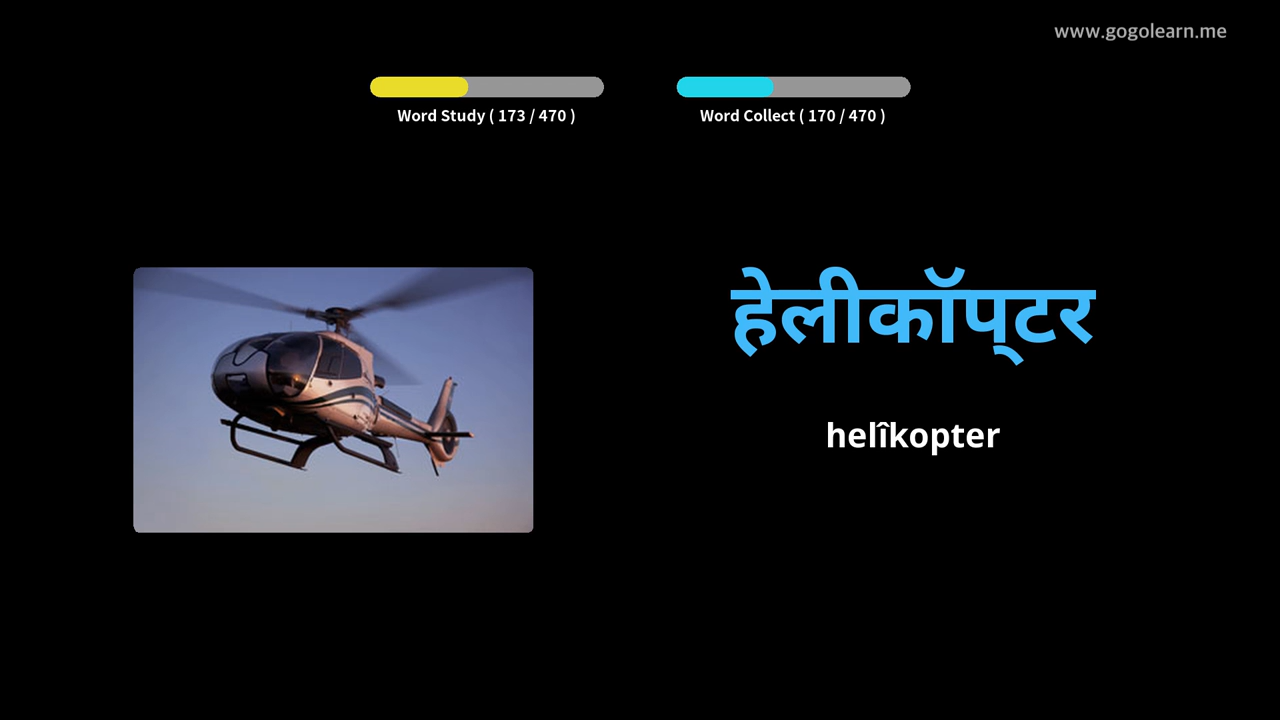 www.gogolearn.me
Word Study ( 173 / 470 )
Word Collect ( 170 / 470 )
हेलीकॉप्टर
helîkopter